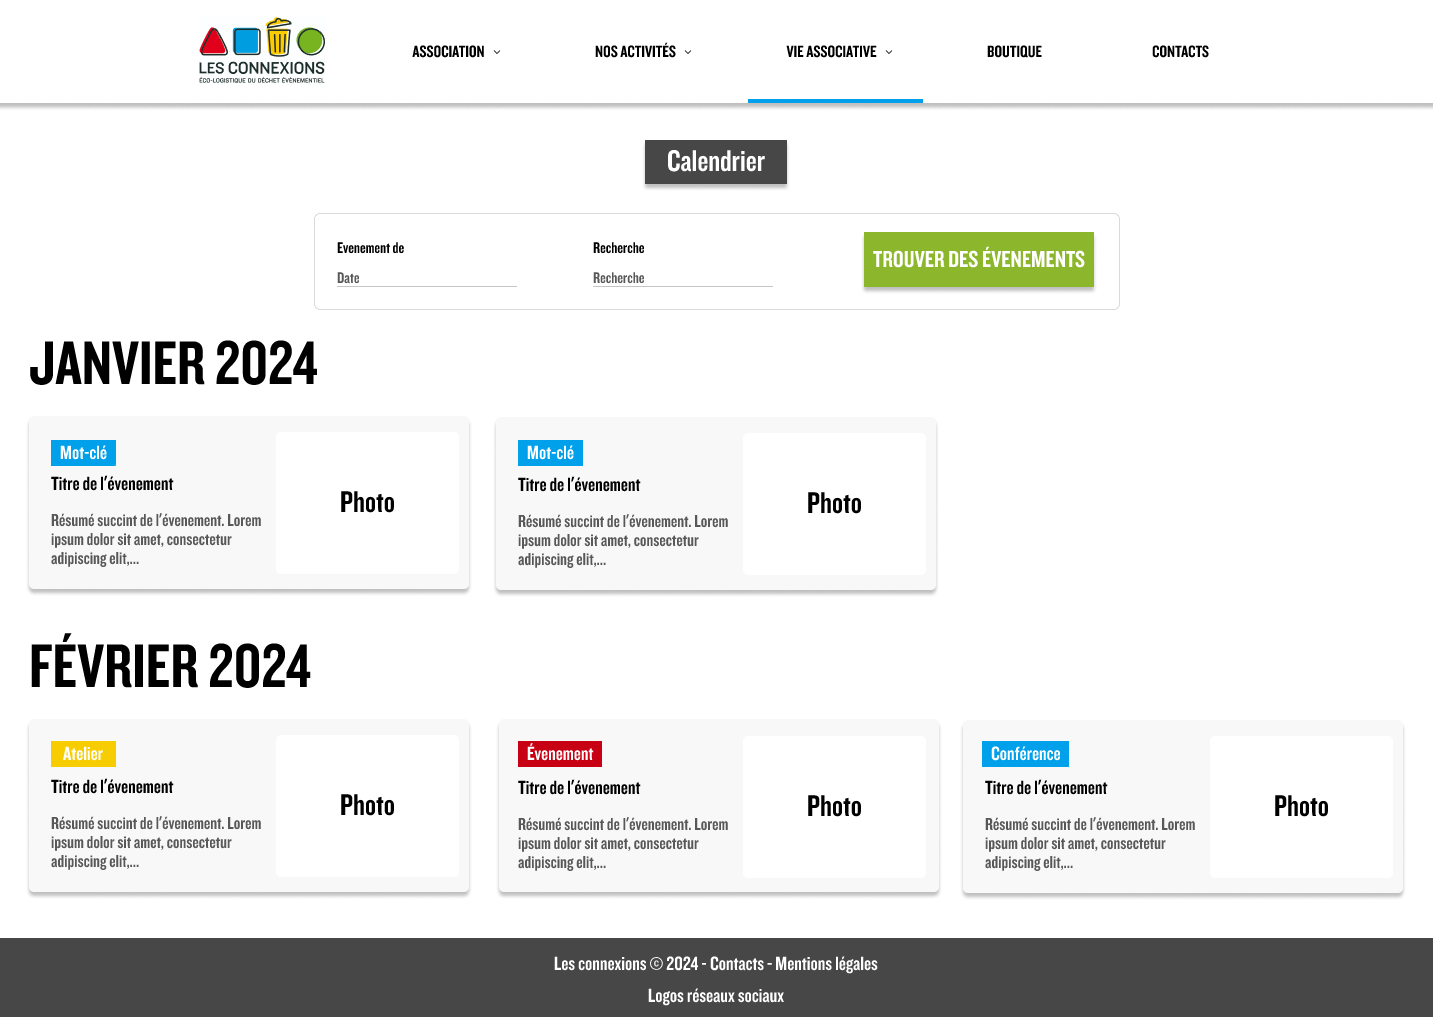 LES CONNEXIONS
ÉCO-LOGISTIQUE DU DÉCHET ÉVÉNEMENTIEL
ASSOCIATION
NOS ACTIVITÉS
VIE ASSOCIATIVE
BOUTIQUE
CONTACTS
Calendrier
Evenement de
Date
Recherche
Recherche
TROUVER DES ÉVENEMENTS
JANVIER 2024
Mot-clé
Titre de l'évenement
Résumé succint de l'évenement. Lorem
ipsum dolor sit amet, consectetur
adipiscing elit,...
Photo
Mot-clé
Titre de l'évenement
Résumé succint de l'évenement. Lorem
ipsum dolor sit amet, consectetur
adipiscing elit,...
Photo
FÉVRIER 2024
Atelier
Titre de l'évenement
Résumé succint de l'évenement. Lorem
ipsum dolor sit amet, consectetur
adipiscing elit,...
Photo
Évenement
Titre de l'évenement
Résumé succint de l'évenement. Lorem
ipsum dolor sit amet, consectetur
adipiscing elit,...
Photo
Conférence
Titre de l'évenement
Résumé succint de l'évenement. Lorem
ipsum dolor sit amet, consectetur
adipiscing elit,...
Photo
Les connexions © 2024 - Contacts - Mentions légales
Logos réseaux sociaux